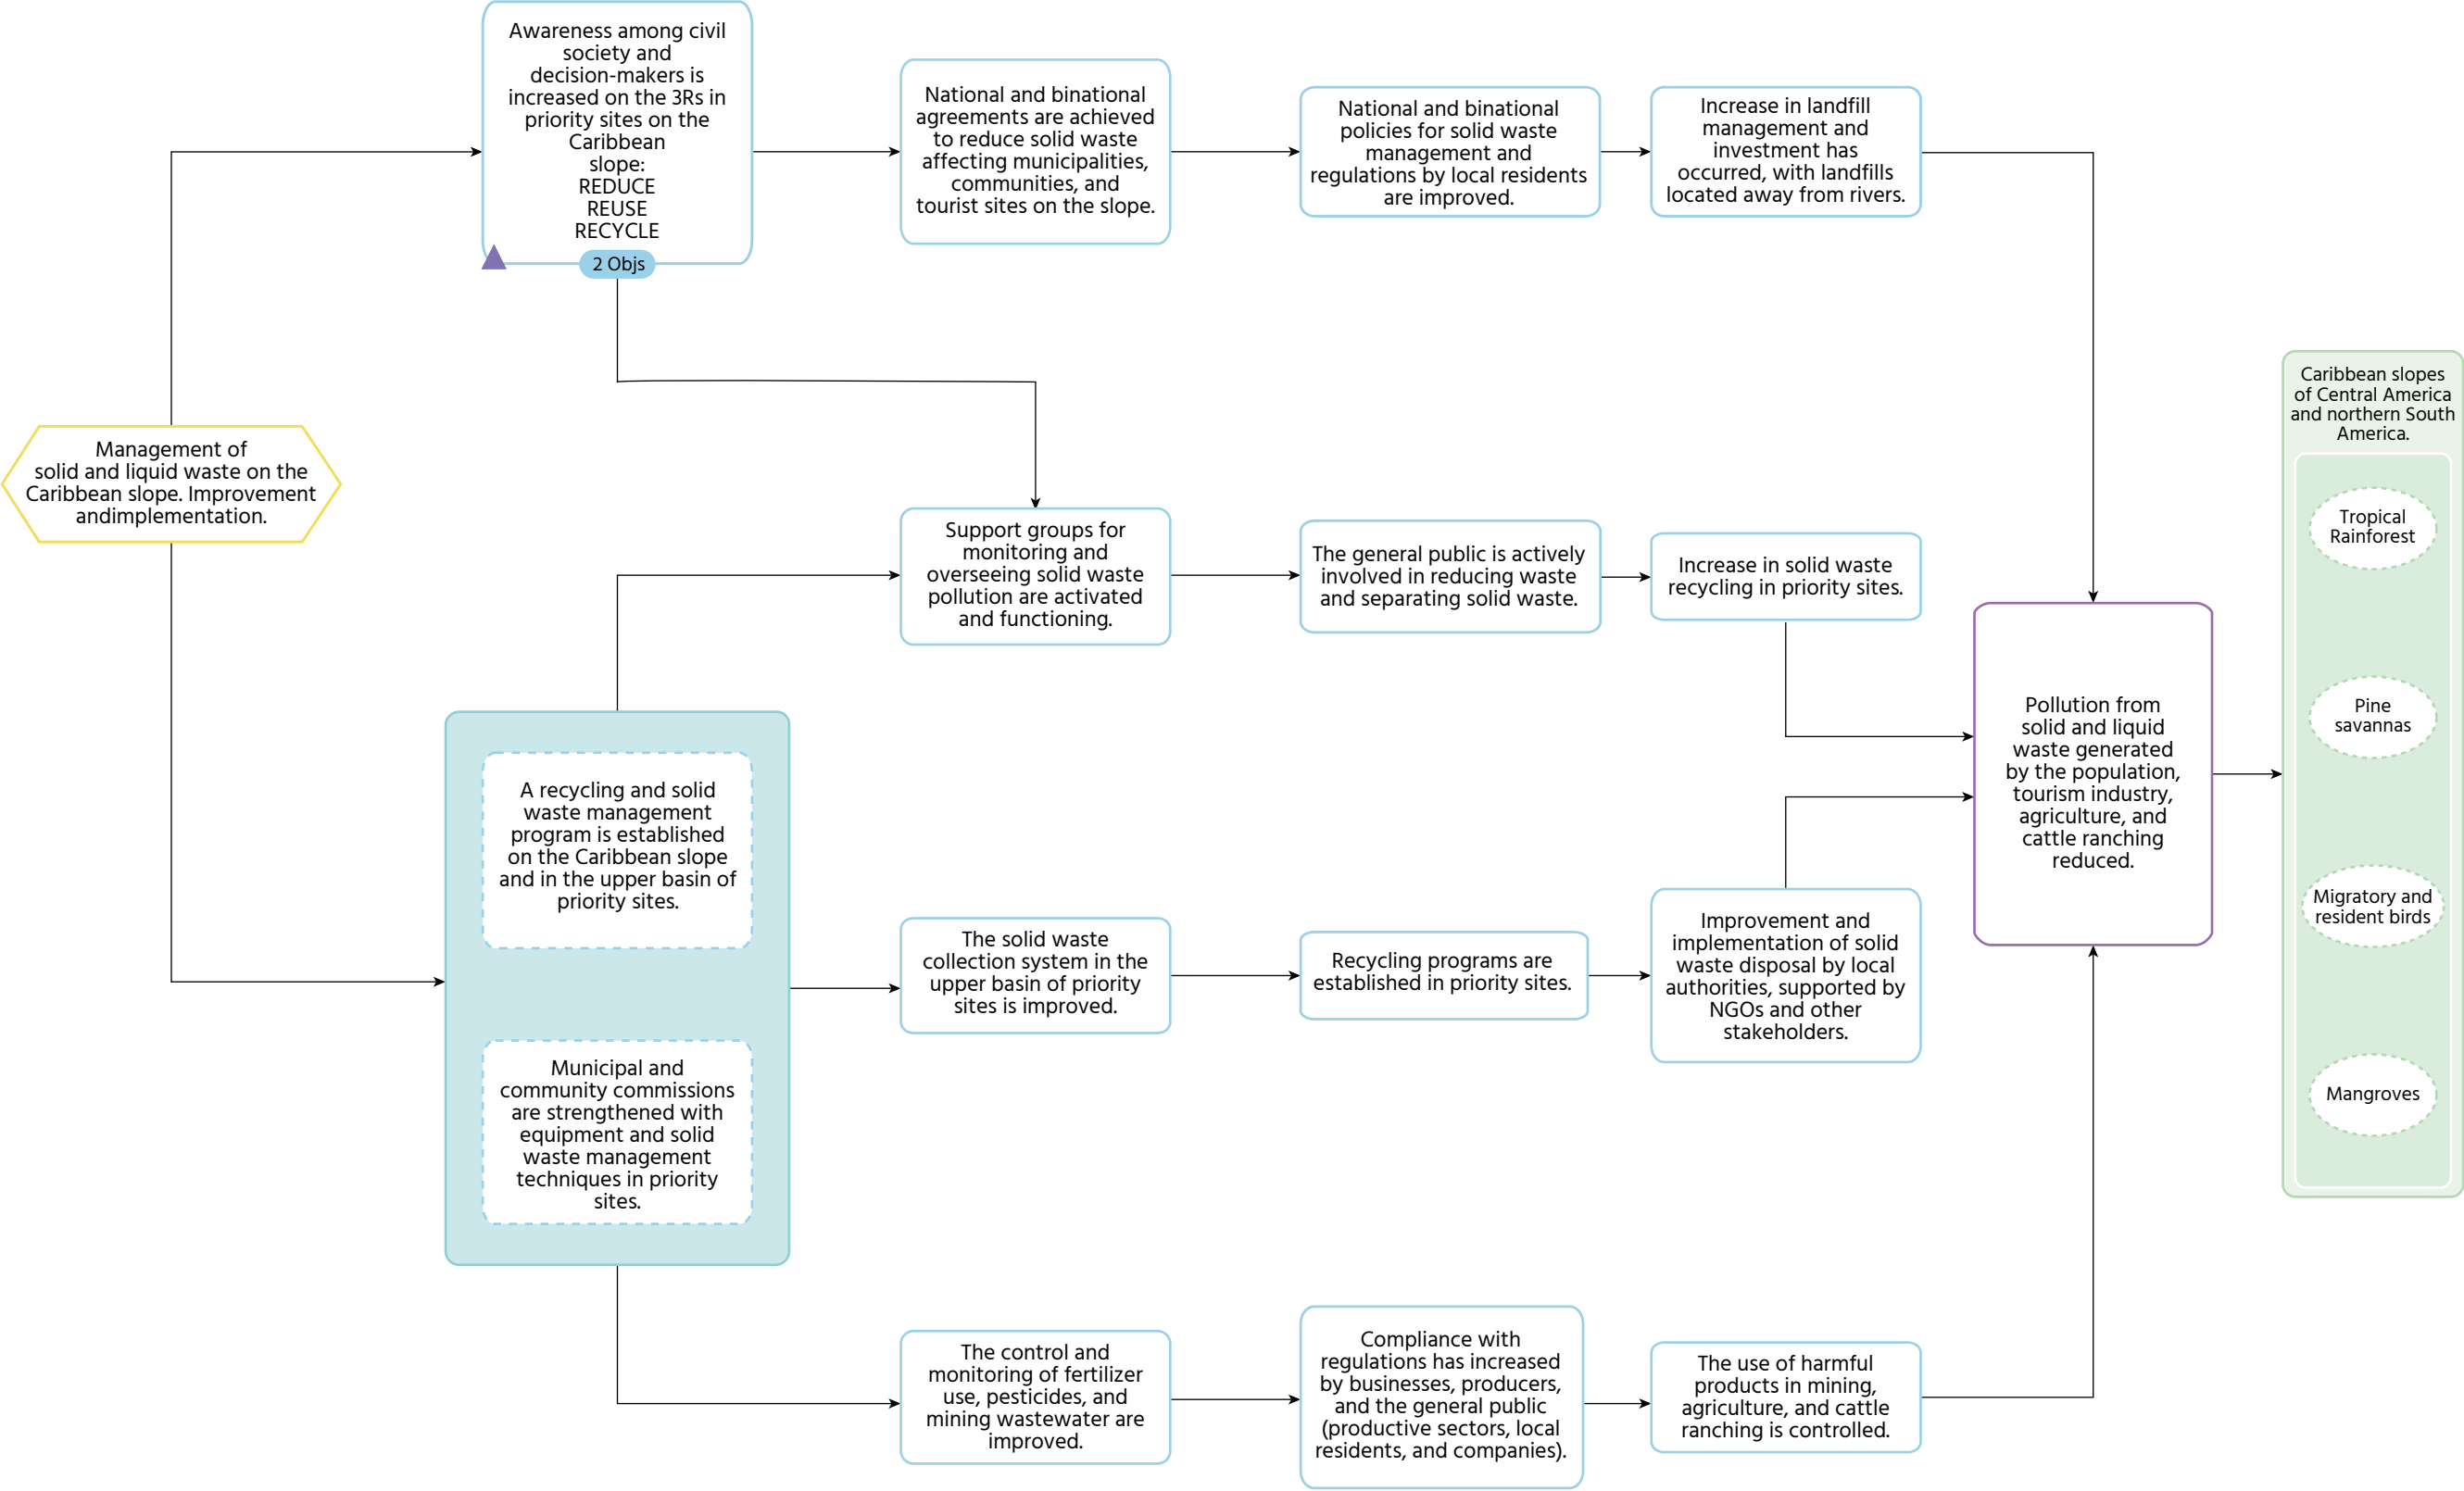 Awareness among civil
society and
decision-makers is
increased on the 3Rs in
priority sites on the
Caribbean
slope:
REDUCE
REUSE
RECYCLE
2 Objs
National and binational
agreements are achieved
to reduce solid waste
affecting municipalities,
communities, and
tourist sites on the slope.
National and binational
policies for solid waste
management and
regulations by local residents
are improved.
Increase in landfill
management and
investment has
occurred, with landfills
located away from rivers.
Management of
solid and liquid waste on the
Caribbean slope. Improvement
andimplementation.
Support groups for
monitoring and
overseeing solid waste
pollution are activated
and functioning.
The general public is actively
involved in reducing waste
and separating solid waste.
Increase in solid waste
recycling in priority sites.
A recycling and solid
waste management
program is established
on the Caribbean slope
and in the upper basin of
priority sites.
Municipal and
community commissions
are strengthened with
equipment and solid
waste management
techniques in priority
sites.
The solid waste
collection system in the
upper basin of priority
sites is improved.
Recycling programs are
established in priority sites.
Improvement and
implementation of solid
waste disposal by local
authorities, supported by
NGOs and other
stakeholders.
The control and
monitoring of fertilizer
use, pesticides, and
mining wastewater are
improved.
Compliance with
regulations has increased
by businesses, producers,
and the general public
(productive sectors, local
residents, and companies).
The use of harmful
products in mining,
agriculture, and cattle
ranching is controlled.
Pollution from
solid and liquid
waste generated
by the population,
tourism industry,
agriculture, and
cattle ranching
reduced.
Caribbean slopes
of Central America
and northern South
America.
Tropical
Rainforest
Pine
savannas
Migratory and
resident birds
Mangroves